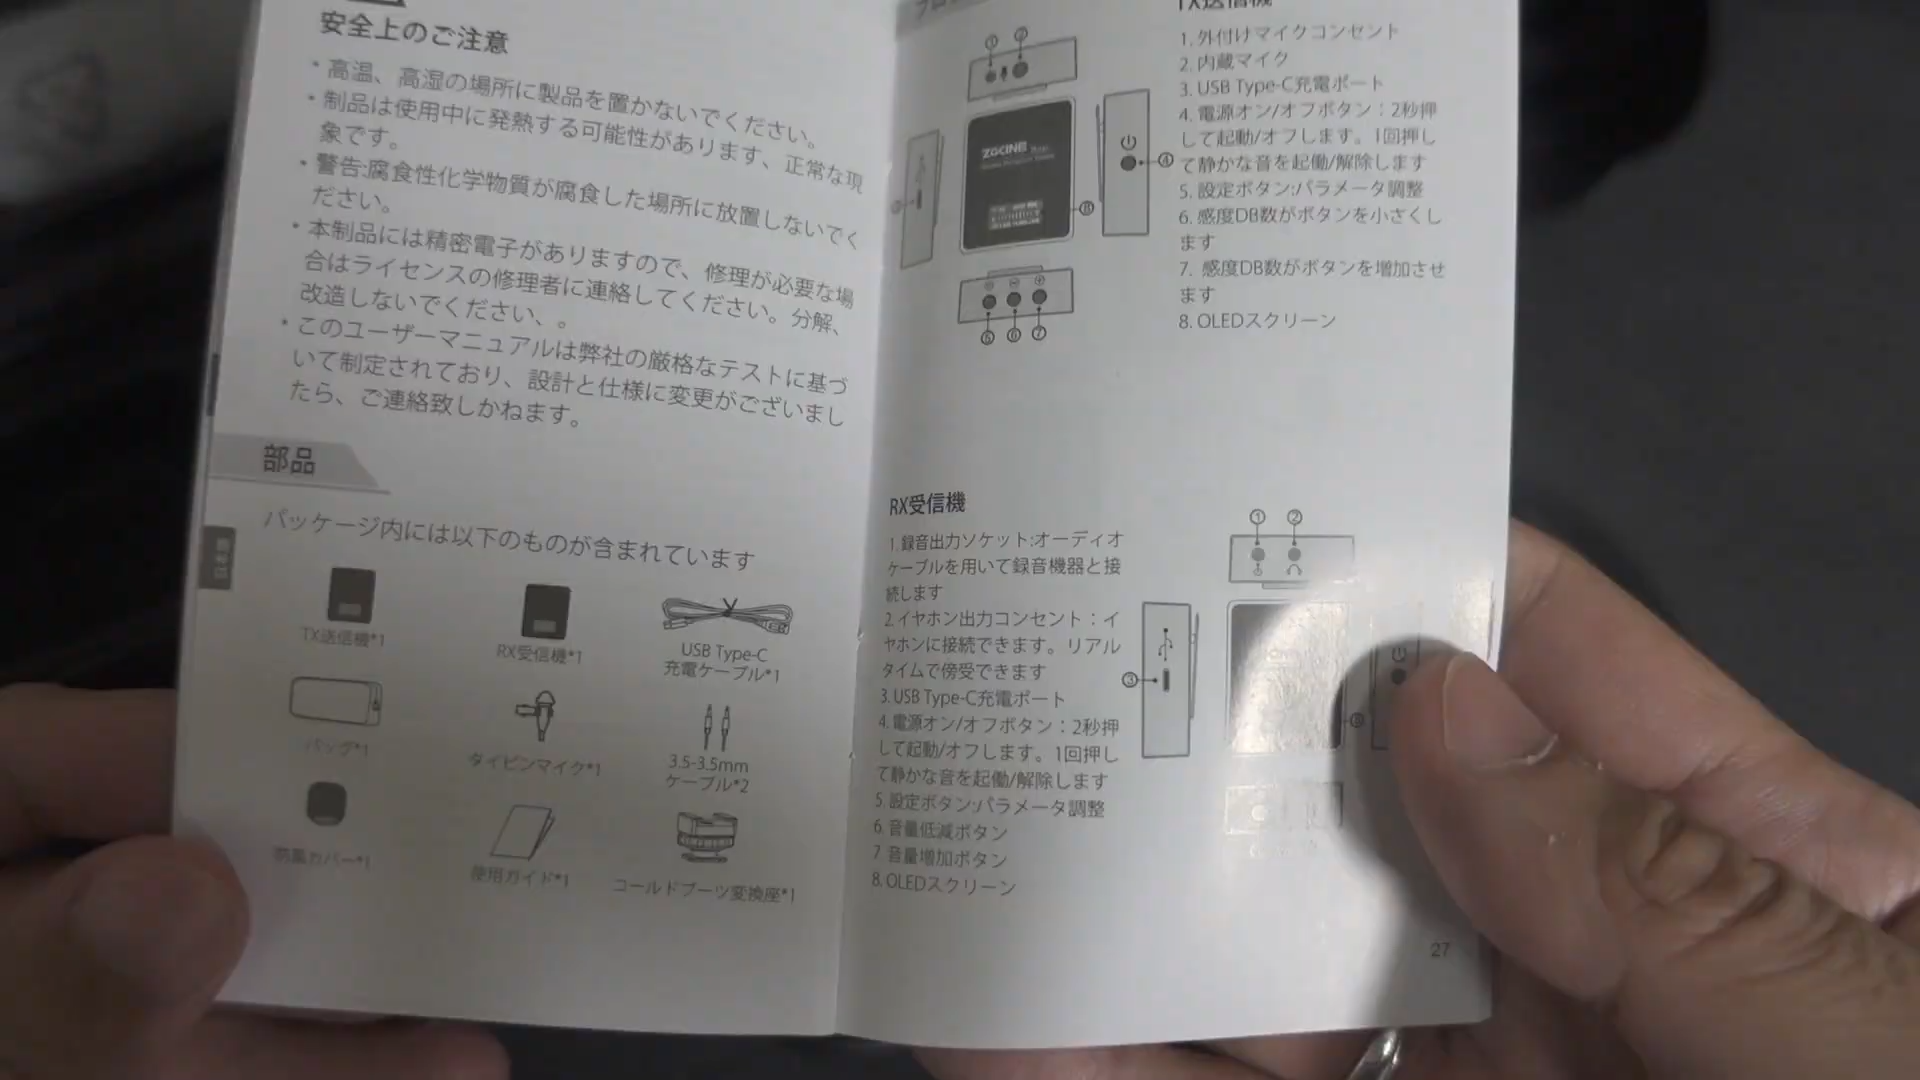 安全上のご注意
・高温、高湿の場所に製品を置かないでください。
・制品は使用中に発熱する可能性があります、正常な現
象です。
・警告:腐食性化学物質が腐食した場所に放置しないでく
ださい。
・本制品には精密電子がありますので、修理が必要な場
合はライセンスの修理者に連絡してください。分解、
改造しないでください、。
・このユーザーマニュアルは弊社の厳格なテストに基づ
いて制定されており、設計と仕様に変更がございまし
たら、ご連絡致しかねます。
部品
パッケージ内には以下のものが含まれています
TX送信機*1
RX受信機*1
USB Type-C
充電ケーブル*1
バッグ*1
タイピンマイク*1
3.5-3.5mm
ケーブル*2
防風カバー*1
使用ガイド*1
コールドブーツ変換座*1
TX送信機
1. 外付けマイクコンセント
2. 内蔵マイク
3. USB Type-C充電ポート
4. 電源オン/オフボタン：2秒押
して起動/オフします。1回押し
て静かな音を起働/解除します
5. 設定ボタン:パラメータ調整
6. 感度DB数がボタンを小さくし
ます
7. 感度DB数がボタンを増加させ
ます
8. OLEDスクリーン
① ②
ZGCINE
④
⑧
⑤ ⑥ ⑦
RX受信機
1. 録音出力ソケット:オーディオ
ケーブルを用いて録音機器と接
続します
2. イヤホン出力コンセント：イ
ヤホンに接続できます。リアル
タイムで傍受できます
3. USB Type-C充電ポート
4. 電源オン/オフボタン：2秒押
して起動/オフします。1回押し
て静かな音を起働/解除します
5. 設定ボタン:パラメータ調整
6. 音量低減ボタン
7 音量増加ボタン
8. OLEDスクリーン
① ②
③
27